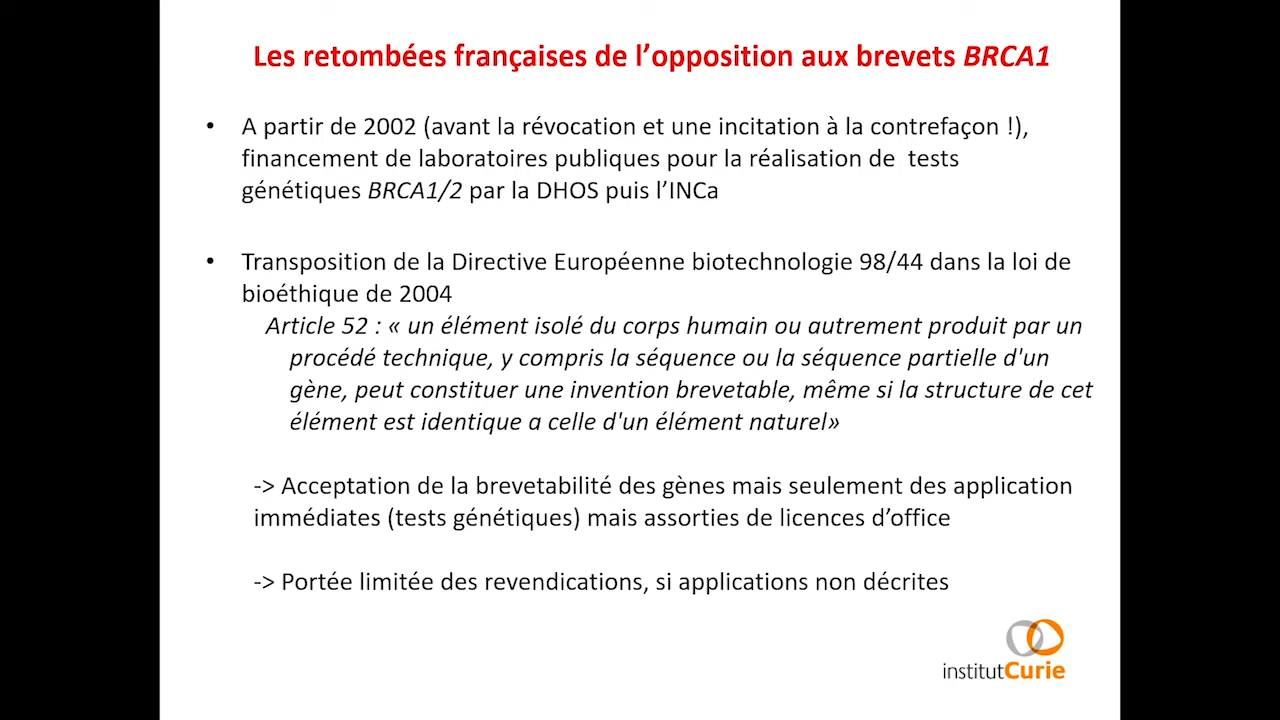 Les retombées françaises de l’opposition aux brevets BRCA1
• A partir de 2002 (avant la révocation et une incitation à la contrefaçon !),
financement de laboratoires publiques pour la réalisation de tests
génétiques BRCA1/2 par la DHOS puis l’INCa
• Transposition de la Directive Européenne biotechnologie 98/44 dans la loi de
bioéthique de 2004
Article 52 : « un élément isolé du corps humain ou autrement produit par un
procédé technique, y compris la séquence ou la séquence partielle d'un
gène, peut constituer une invention brevetable, même si la structure de cet
élément est identique a celle d'un élément naturel»
-> Acceptation de la brevetabilité des gènes mais seulement des application
immédiates (tests génétiques) mais assorties de licences d’office
-> Portée limitée des revendications, si applications non décrites
institutCurie